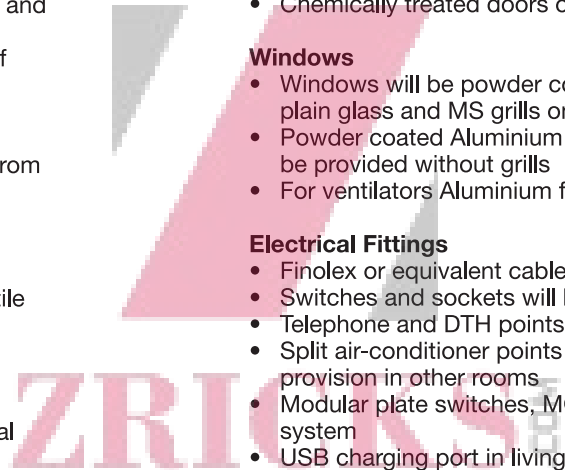 and
f
rom
tile
al
Chemically treated doors o
Windows
• Windows will be powder co
plain glass and MS grills or
• Powder coated Aluminium
be provided without grills
• For ventilators Aluminium f
Electrical Fittings
• Finolex or equivalent cable
• Switches and sockets will
• Telephone and DTH points
• Split air-conditioner points
provision in other rooms
• Modular plate switches, M
system
• USB charging port in living
ZRICKS
.COM